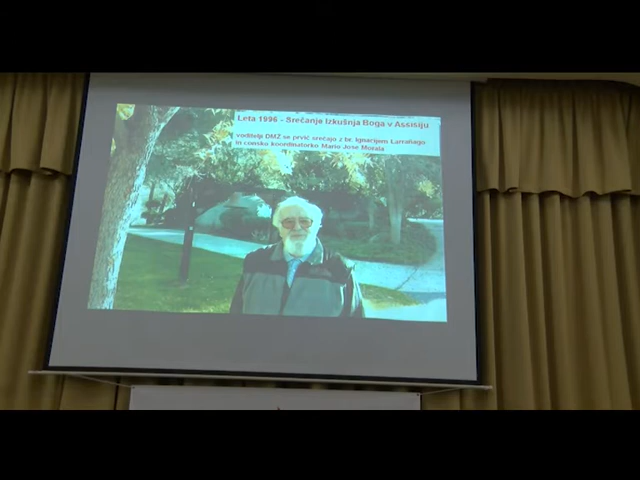 Leta 1996 - Srečanje Izkušnja Boga v Assisiju
voditelji DMŽ se prvič srečajo z br. Ignacijem Larrañago
in consko koordinatorko Mario Jose Morala